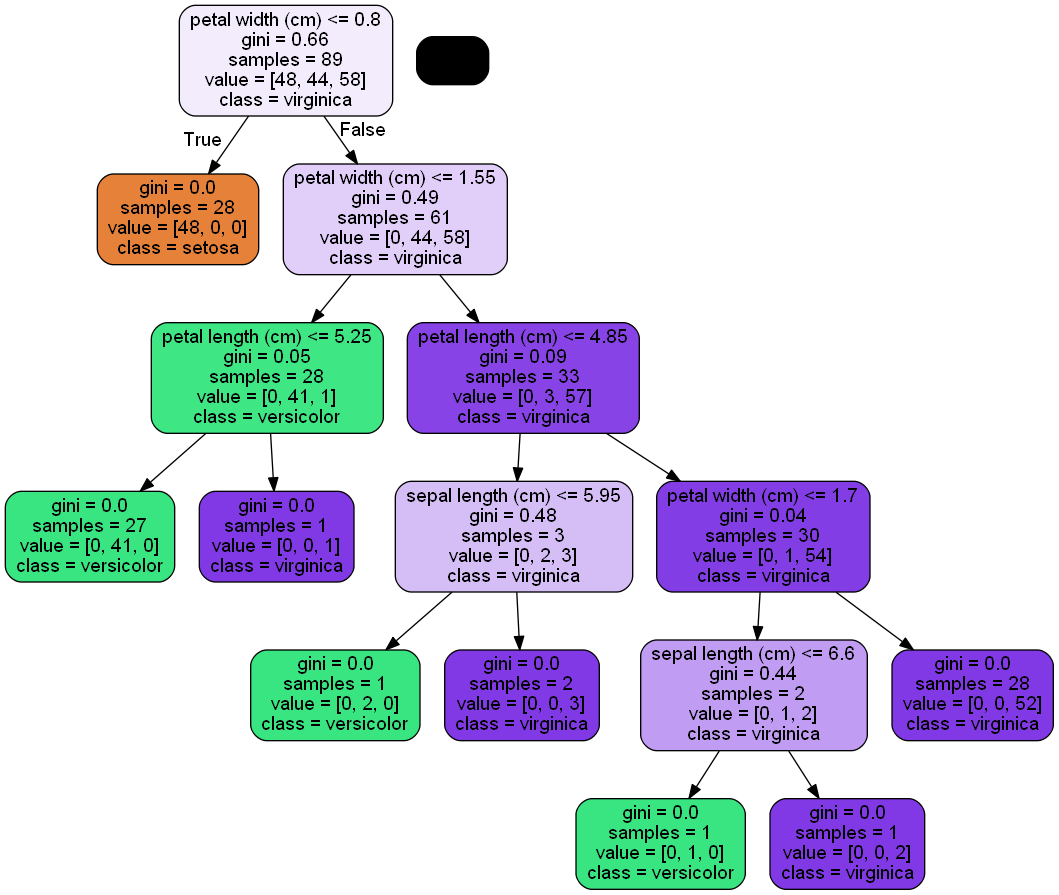 petal width (cm) <= 0.8
gini = 0.66
samples = 89
value = [48, 44, 58]
class = virginica
True
False
gini = 0.0
samples = 28
value = [48, 0, 0]
class = setosa
petal width (cm) <= 1.55
gini = 0.49
samples = 61
value = [0, 44, 58]
class = virginica
petal length (cm) <= 5.25
gini = 0.05
samples = 28
value = [0, 41, 1]
class = versicolor
petal length (cm) <= 4.85
gini = 0.09
samples = 33
value = [0, 3, 57]
class = virginica
gini = 0.0
samples = 27
value = [0, 41, 0]
class = versicolor
gini = 0.0
samples = 1
value = [0, 0, 1]
class = virginica
sepal length (cm) <= 5.95
gini = 0.48
samples = 3
value = [0, 2, 3]
class = virginica
petal width (cm) <= 1.7
gini = 0.04
samples = 30
value = [0, 1, 54]
class = virginica
gini = 0.0
samples = 1
value = [0, 2, 0]
class = versicolor
gini = 0.0
samples = 2
value = [0, 0, 3]
class = virginica
sepal length (cm) <= 6.6
gini = 0.44
samples = 2
value = [0, 1, 2]
class = virginica
gini = 0.0
samples = 28
value = [0, 0, 52]
class = virginica
gini = 0.0
samples = 1
value = [0, 1, 0]
class = versicolor
gini = 0.0
samples = 1
value = [0, 0, 2]
class = virginica